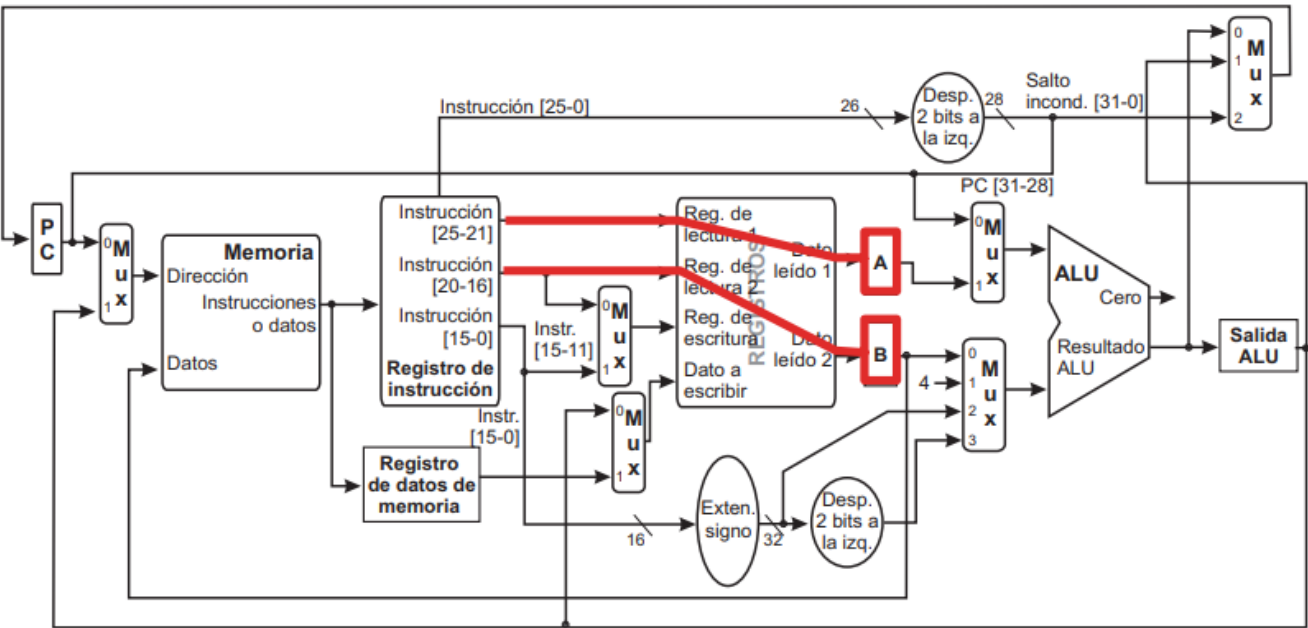 Instrucción [25-0]
26
Desp.
2 bits a
la izq.
28
Salto
incond. [31-0]
0
1
2
M
u
x
PC [31-28]
P
C
0
1
M
u
x
Memoria
Dirección
Instrucciones
o datos
Datos
Instrucción
[25-21]
Instrucción
[20-16]
Instrucción
[15-0]
Registro de
instrucción
Instr.
[15-11]
Instr.
[15-0]
0
M
u
1
x
0
M
u
1
x
Registro
de datos de
memoria
Reg. de
lectura 1
Reg. de
lectura 2
Reg. de
escritura
Dato a
escribir
REGISTROS
Dato
leído 1
Dato
leído 2
A
B
0
M
u
1
x
4
0
1
2
3
M
u
x
ALU
Cero
Resultado
ALU
Salida
ALU
16
Exten.
signo
32
Desp.
2 bits a
la izq.